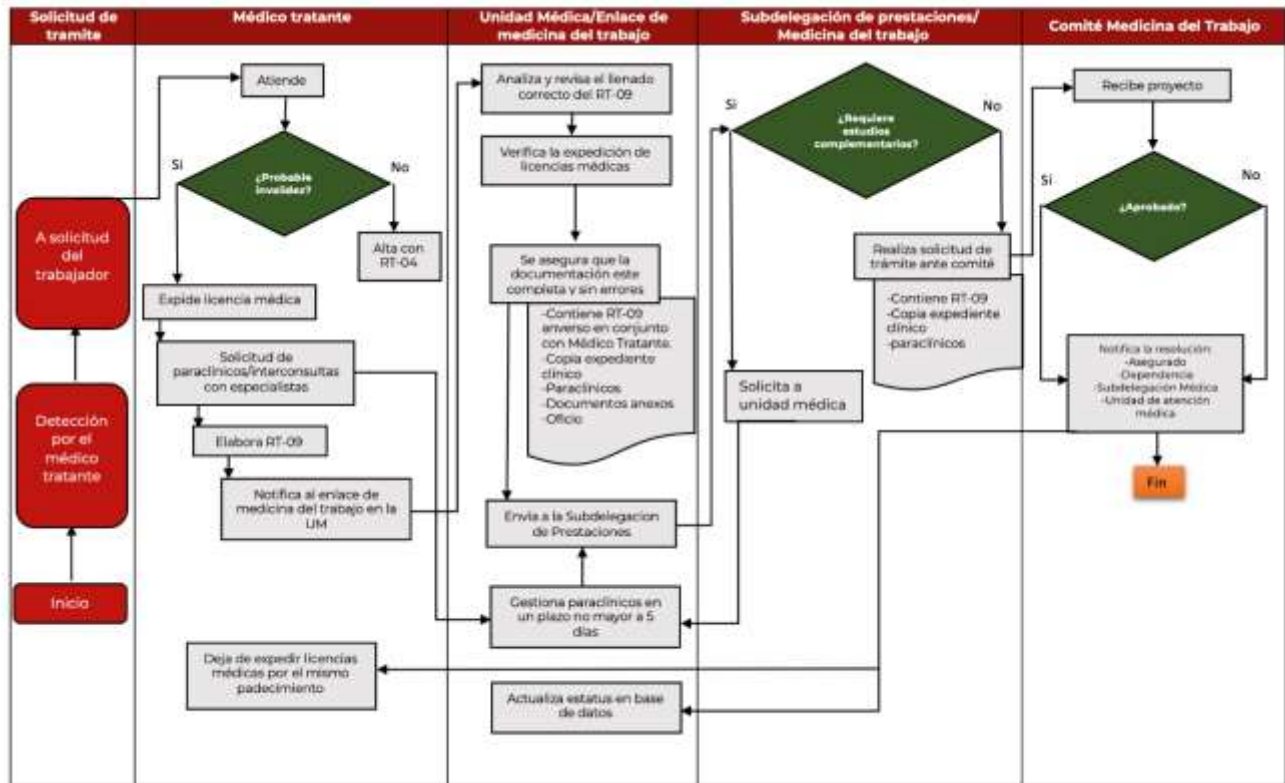 Solicitud de
tramite
Médico tratante
Unidad Médica/Enlace de
medicina del trabajo
Subdelegación de prestaciones/
Medicina del trabajo
Comité Medicina del Trabajo
A solicitud
del
trabajador
Detección
por el
médico
tratante
Inicio
Atiende
Si
¿Probable
invalidez?
No
Alta con
RT-04
Expide licencia médica
Solicitud de
paraclínicos/interconsultas
con especialistas
Elabora RT-09
Notifica al enlace de
medicina del trabajo en la
UM
Deja de expedir licencias
médicas por el mismo
padecimiento
Analiza y revisa el llenado
correcto del RT-09
Verifica la expedición de
licencias médicas
Se asegura que la
documentación este
completa y sin errores
-Contiene RT-09
anverso en conjunto
con Médico Tratante.
-Copia expediente
clínico
-Paraclínicos
-Documentos anexos
-Oficio
Envía a la Subdelegacion
de Prestaciones
Gestiona paraclínicos en
un plazo no mayor a 5
días
Actualiza estatus en base
de datos
Si
¿Requiere
estudios
complementarios?
No
Realiza solicitud de
trámite ante comité
-Contiene RT-09
-Copia expediente
clínico
-paraclínicos
Solicita a
unidad médica
Recibe proyecto
Si
¿Aprobado?
No
Notifica la resolución:
-Asegurado
-Dependencia
-Subdelegación Médica
-Unidad de atención
médica
Fin